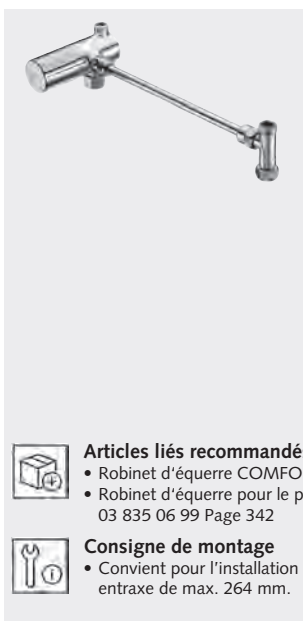 Articles liés recommandé
• Robinet d'équerre COMFO
• Robinet d'équerre pour le p
03 835 06 99 Page 342
Consigne de montage
• Convient pour l'installation
entraxe de max. 264 mm.